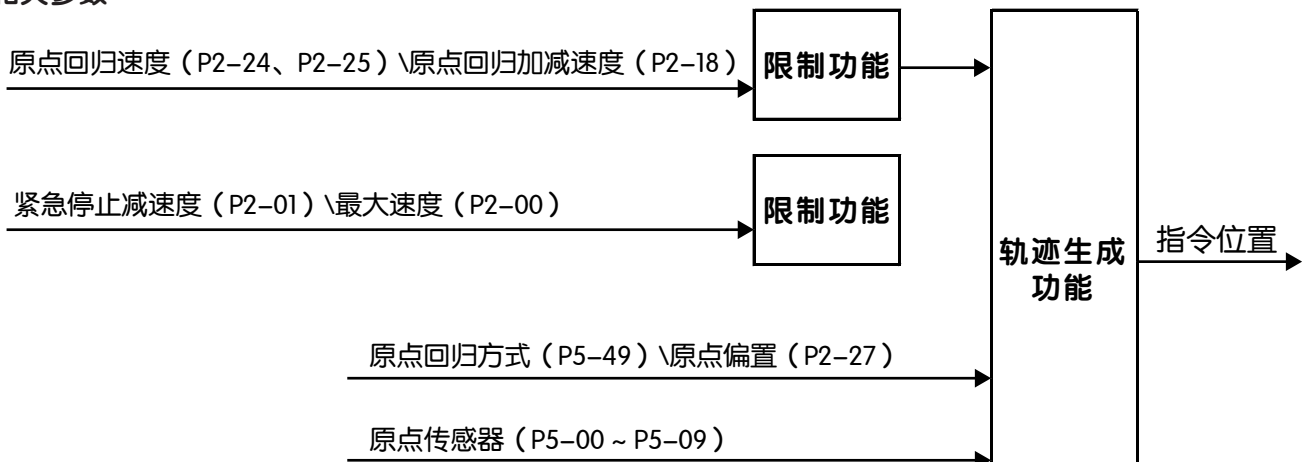 原点回归速度（P2-24、P2-25）\原点回归加减速度（P2-18）
限制功能
紧急停止减速度（P2-01）\最大速度（P2-00）
限制功能
轨迹生成
功能
指令位置
原点回归方式（P5-49）\原点偏置（P2-27）
原点传感器（P5-00 ~ P5-09）